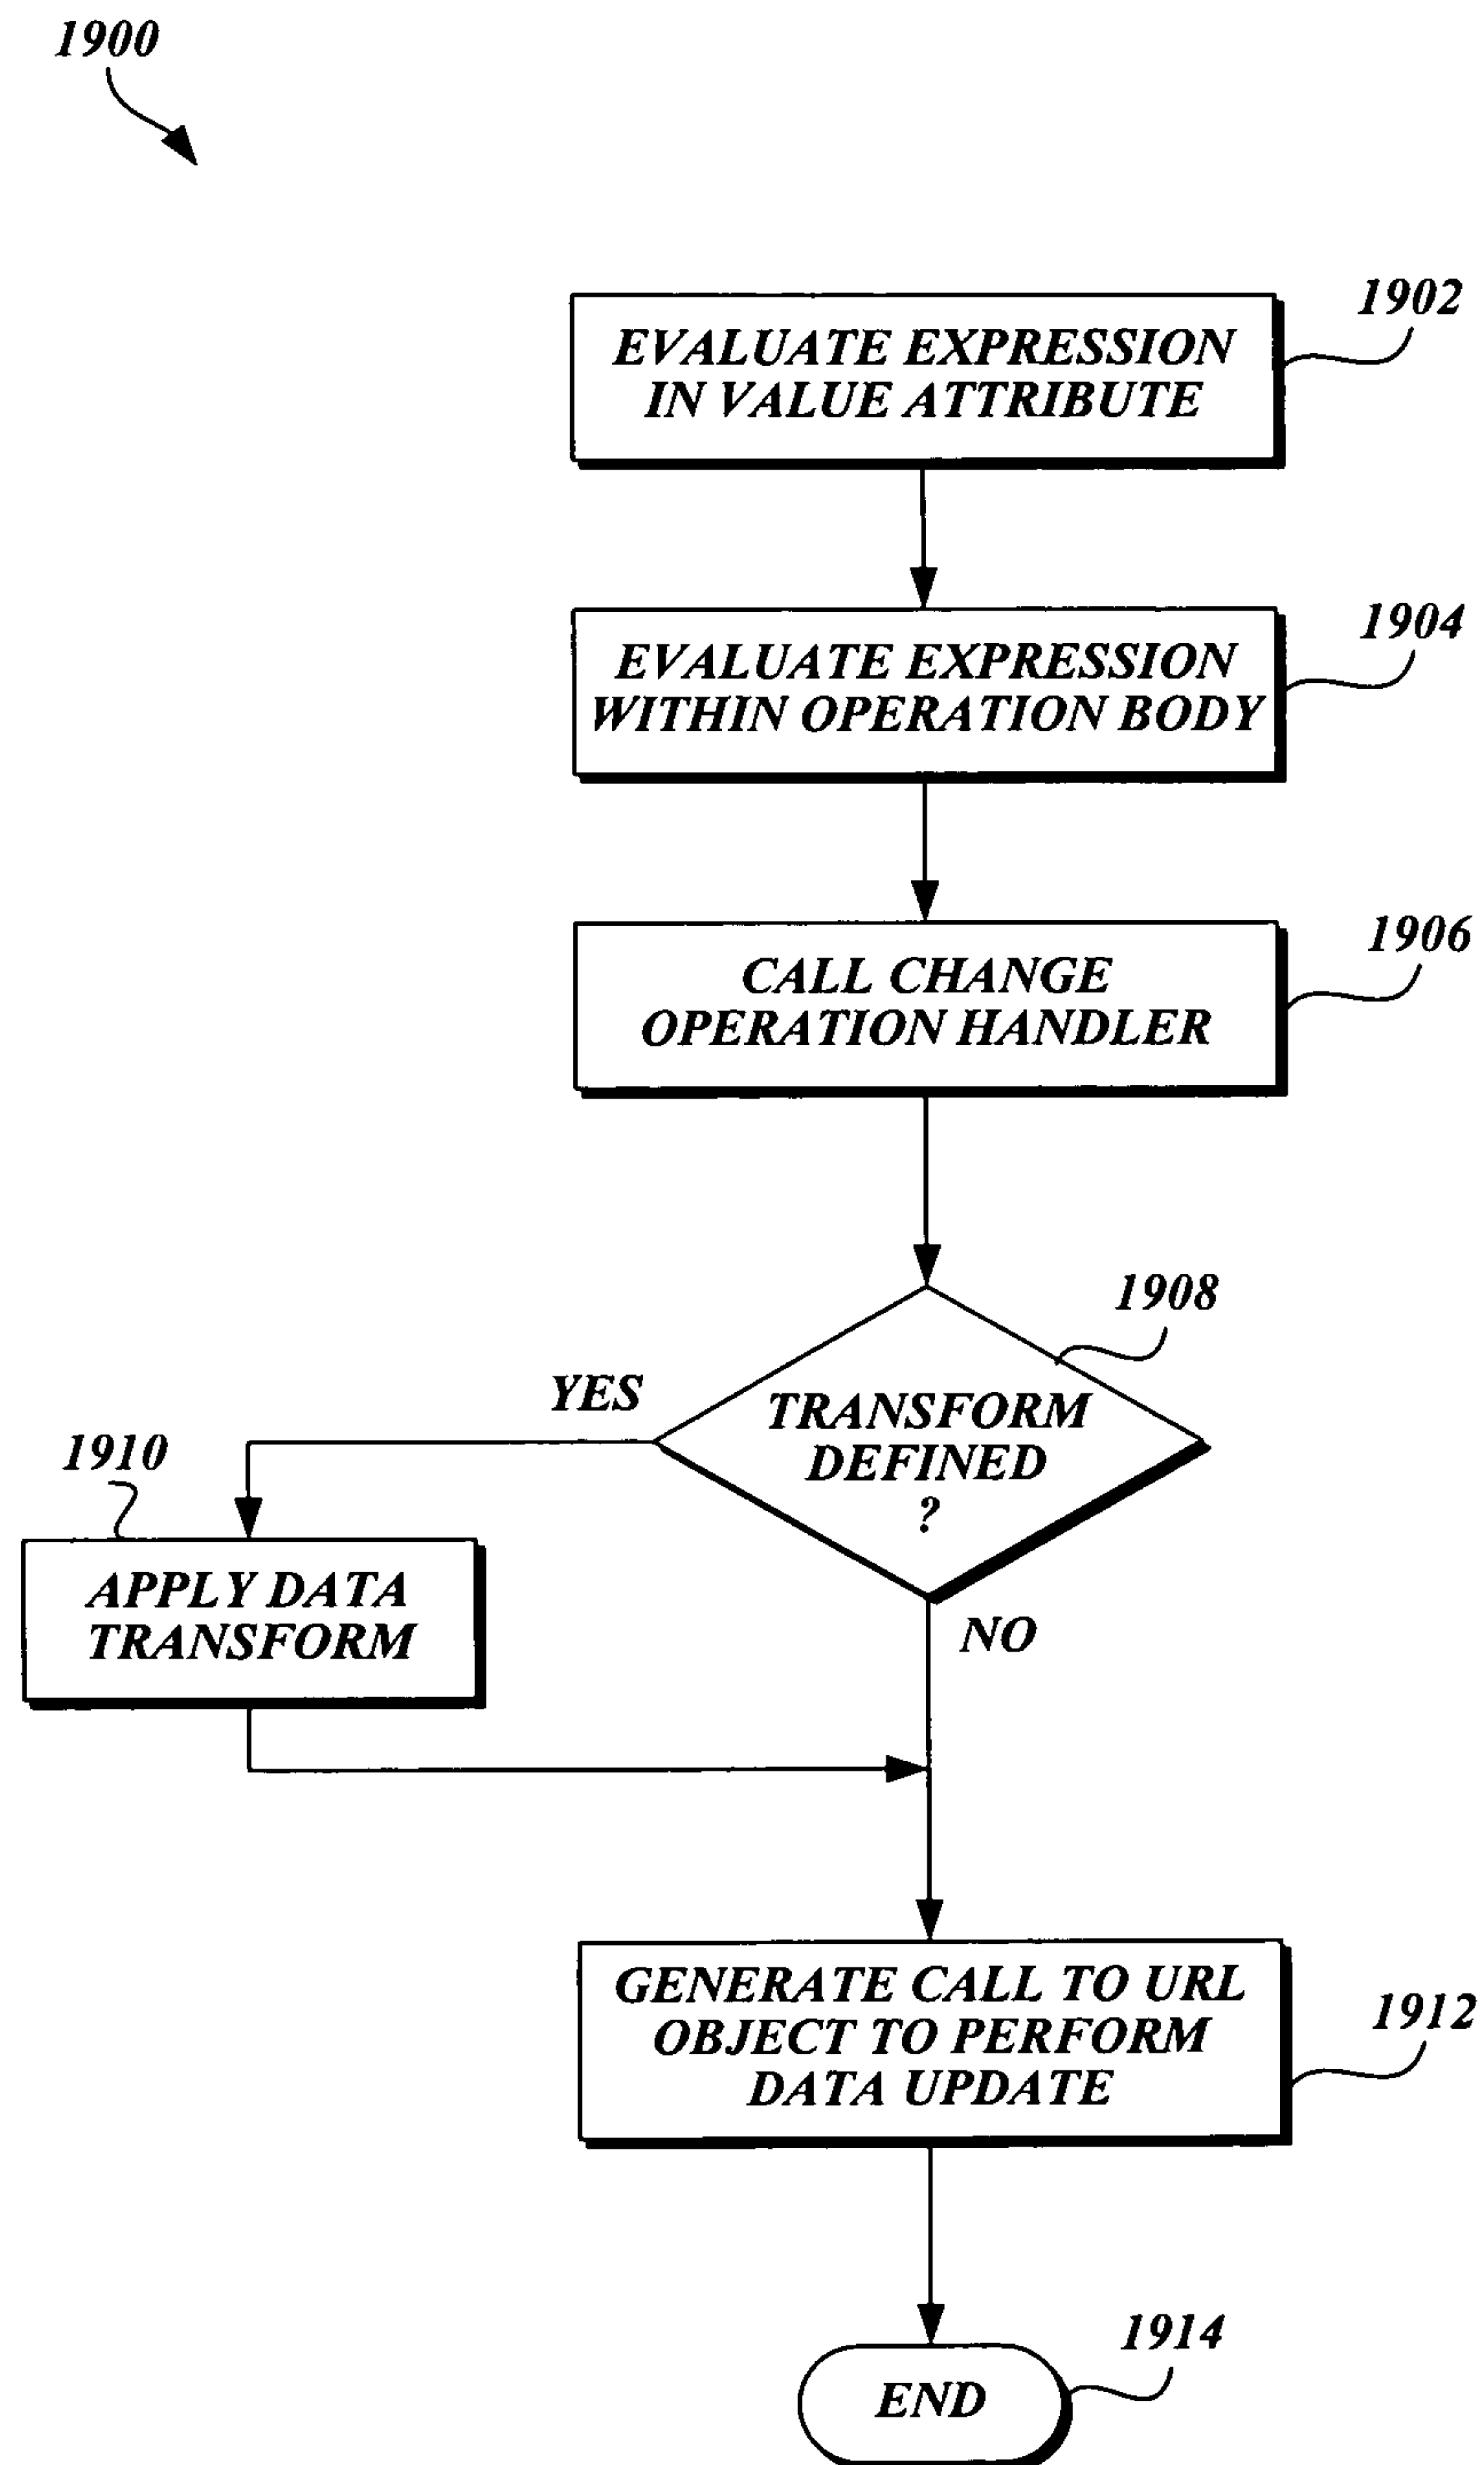 1900
1902
EVALUATE EXPRESSION
IN VALUE ATTRIBUTE
1904
EVALUATE EXPRESSION
WITHIN OPERATION BODY
1906
CALL CHANGE
OPERATION HANDLER
1908
TRANSFORM
DEFINED
?
YES
1910
APPLY DATA
TRANSFORM
NO
GENERATE CALL TO URL
OBJECT TO PERFORM
DATA UPDATE
1912
1914
END